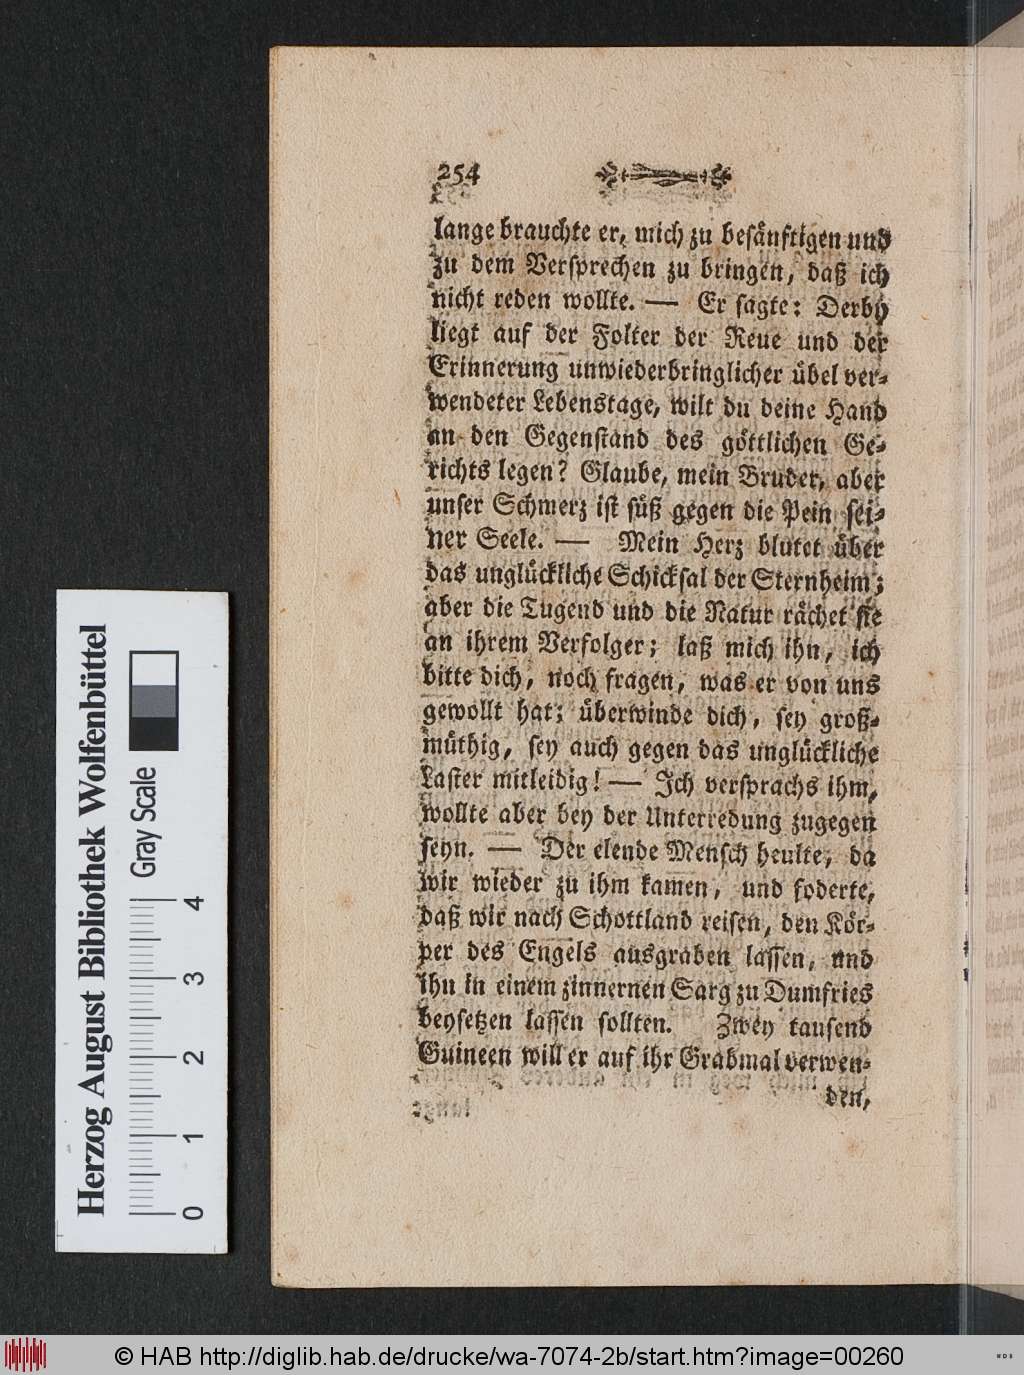 254
lange brauchte er, mich zu besänftigen und
zu dem Versprechen zu bringen, daß ich
nicht reden wollte. — Er sagte: Derby
liegt auf der Folter der Reue und der
Erinnerung unwiederbringlicher übel ver-
wendeter Lebenstage, wilt du deine Hand
an den Gegenstand des göttlichen Ge-
richts legen? Glaube, mein Bruder, aber
unser Schmerz ist süß gegen die Pein sei-
ner Seele. — Mein Herz blutet über
das unglückliche Schicksal der Sternheim;
aber die Tugend und die Natur rächet sie
an ihrem Verfolger; laß mich ihn, ich
bitte dich, noch fragen, was er von uns
gewollt hat; überwinde dich, sey groß-
müthig, sey auch gegen das unglückliche
Laster mitleidig! — Ich versprachs ihm,
wollte aber bey der Unterredung zugegen
seyn. — Der elende Mensch heulte, da
wir wieder zu ihm kamen, und foderte,
daß wir nach Schottland reisen, den Kör-
per des Engels ausgraben lassen, und
ihn in einem zinnernen Sarg zu Dumfries
beysetzen lassen sollten. Zwey tausend
Guineen will er auf ihr Grabmal verwen-
den,
Herzog August Bibliothek Wolfenbüttel
Gray Scale
0 1 2 3 4
© HAB http://diglib.hab.de/drucke/wa-7074-2b/start.htm?image=00260